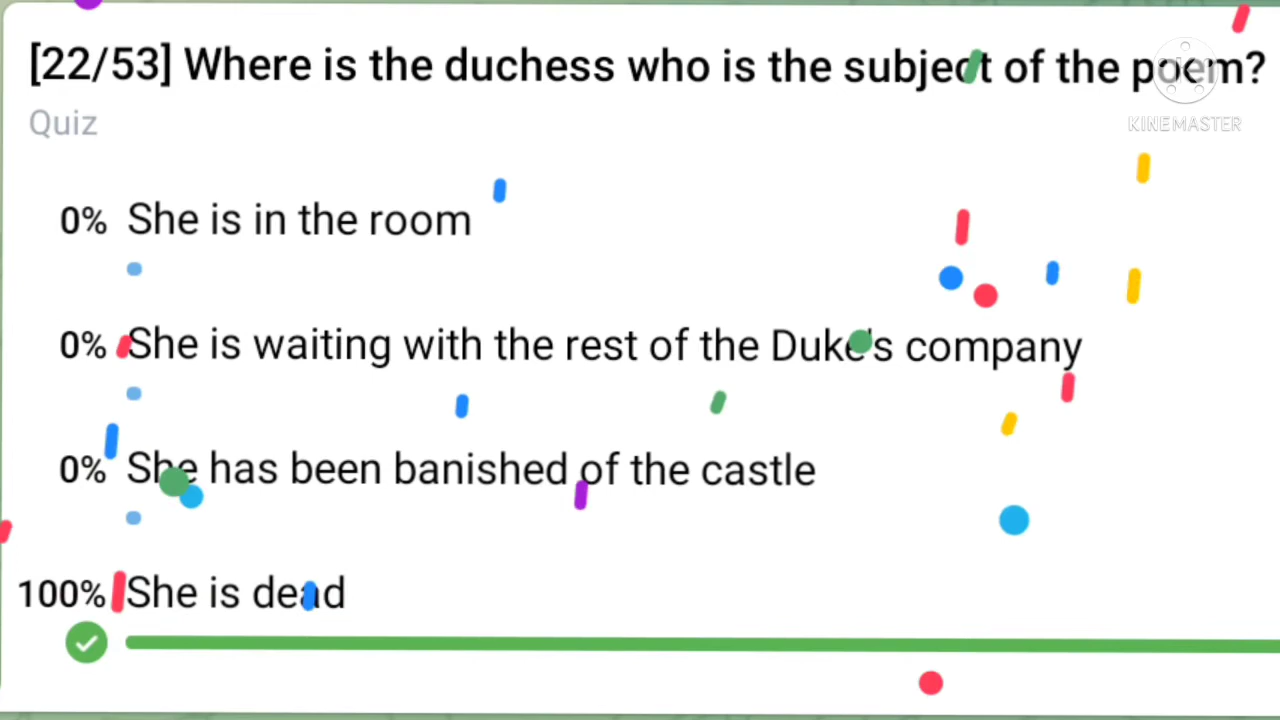 [22/53] Where is the duchess who is the subject of the poem?
Quiz
KINEMASTER
0% She is in the room
0% She is waiting with the rest of the Duke's company
0% She has been banished of the castle
100% She is dead